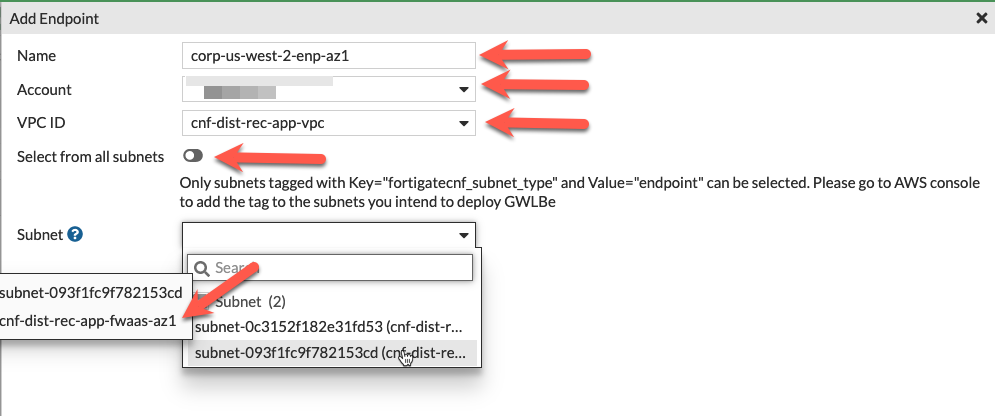 Add Endpoint
Name
corp-us-west-2-enp-az1
Account
VPC ID
cnf-dist-rec-app-vpc
Select from all subnets
Only subnets tagged with Key="fortigatecnf_subnet_type" and Value="endpoint" can be selected. Please go to AWS console
to add the tag to the subnets you intend to deploy GWLBe
Subnet
Search
Subnet (2)
subnet-0c3152f182e31fd53 (cnf-dist-r...
subnet-093f1fc9f782153cd (cnf-dist-re...
subnet-093f1fc9f782153cd
cnf-dist-rec-app-fwaas-az1